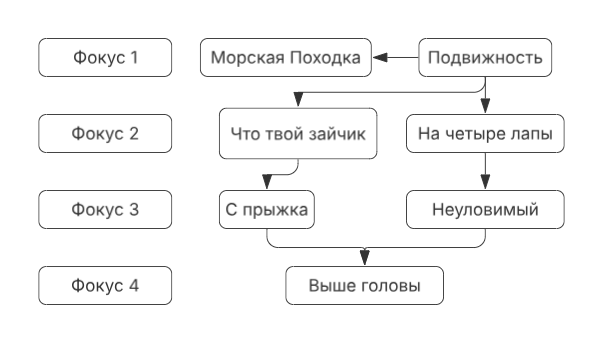 Фокус 1
Морская Походка
Подвижность
Фокус 2
Что твой зайчик
На четыре лапы
Фокус 3
С прыжка
Неуловимый
Фокус 4
Выше головы